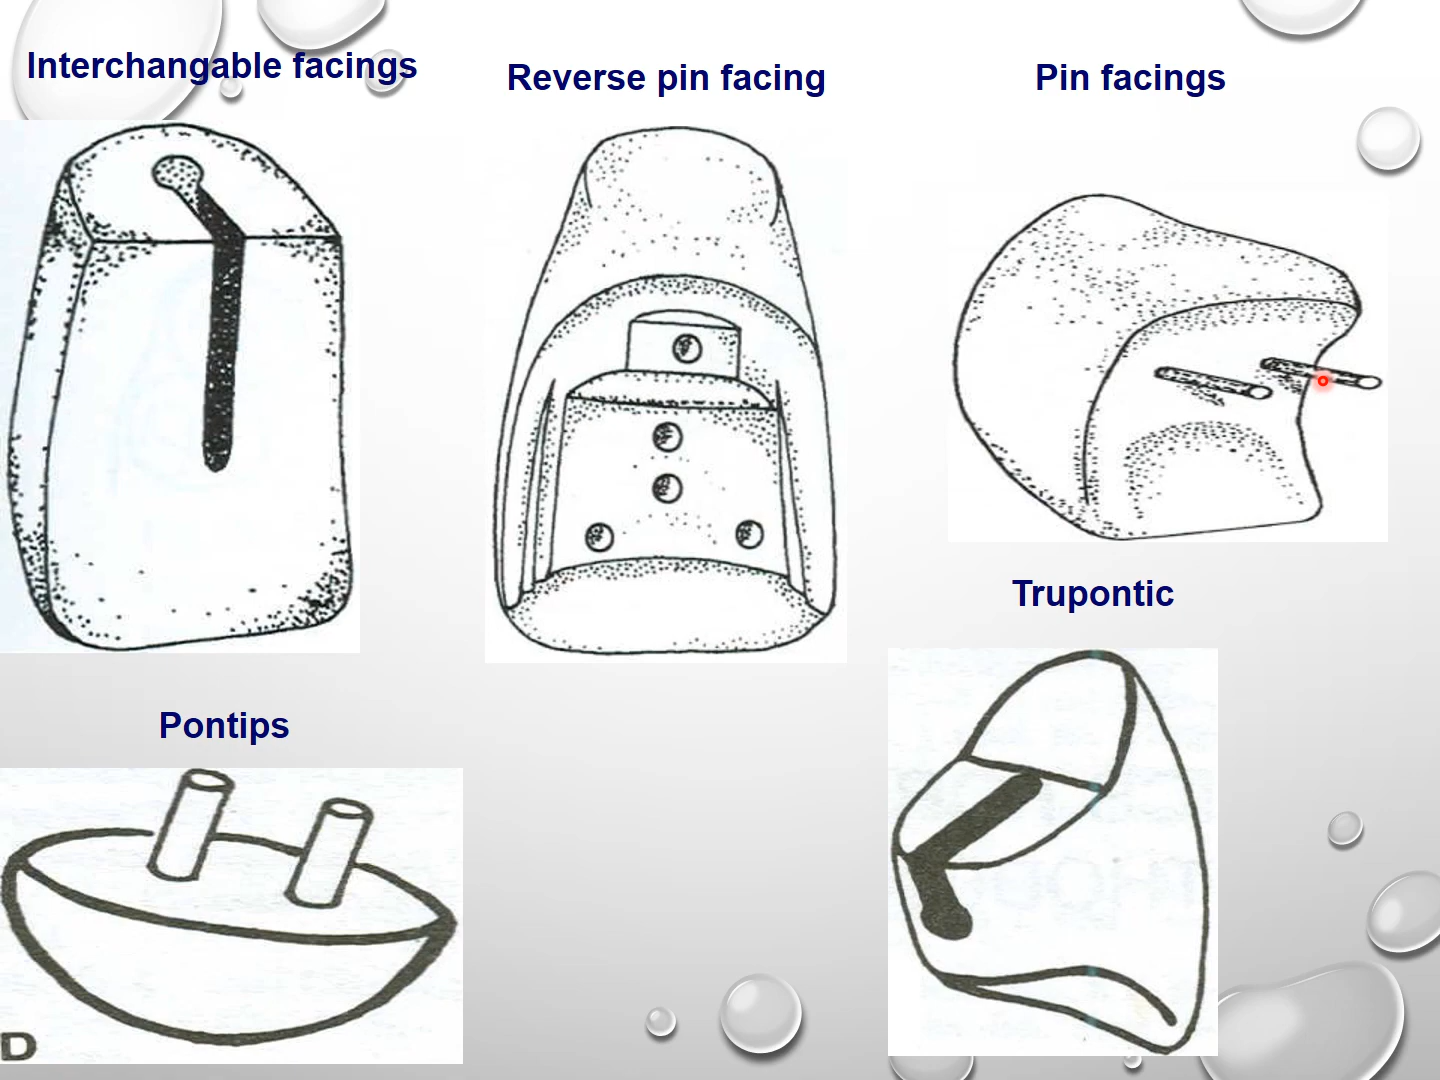 Interchangable facings
Reverse pin facing
Pin facings
Trupontic
Pontips
D